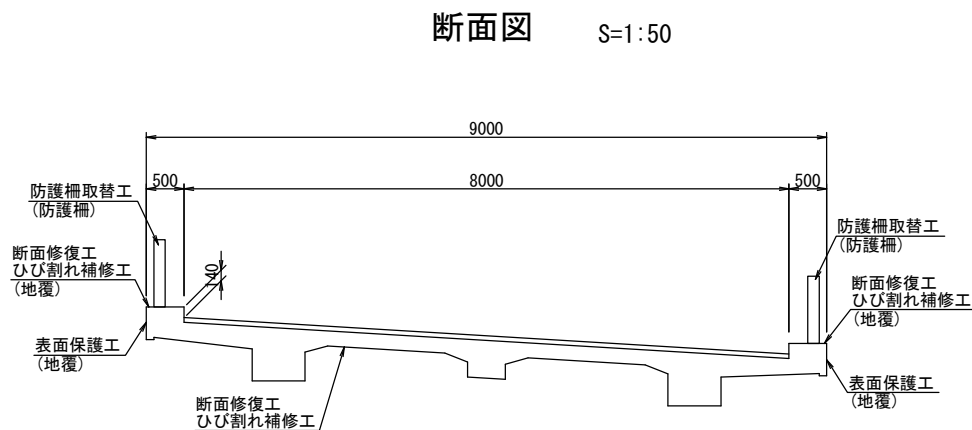 断面図 S=1:50
9000
500 8000 500
防護柵取替工
(防護柵)
断面修復工
ひび割れ補修工
(地覆)
140
表面保護工
(地覆)
断面修復工
ひび割れ補修工
防護柵取替工
(防護柵)
断面修復工
ひび割れ補修工
(地覆)
表面保護工
(地覆)